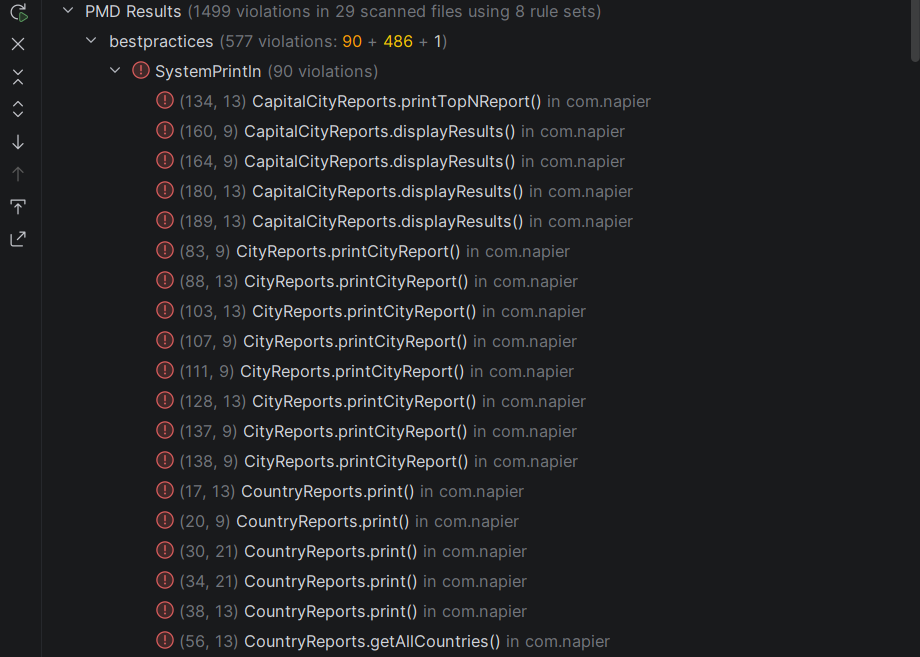 PMD Results (1499 violations in 29 scanned files using 8 rule sets)
bestpractices (577 violations: 90 + 486 + 1)
SystemPrintln (90 violations)
(134, 13) CapitalCityReports.printTopNReport() in com.napier
(160, 9) CapitalCityReports.displayResults() in com.napier
(164, 9) CapitalCityReports.displayResults() in com.napier
(180, 13) CapitalCityReports.displayResults() in com.napier
(189, 13) CapitalCityReports.displayResults() in com.napier
(83, 9) CityReports.printCityReport() in com.napier
(88, 13) CityReports.printCityReport() in com.napier
(103, 13) CityReports.printCityReport() in com.napier
(107, 9) CityReports.printCityReport() in com.napier
(111, 9) CityReports.printCityReport() in com.napier
(128, 13) CityReports.printCityReport() in com.napier
(137, 9) CityReports.printCityReport() in com.napier
(138, 9) CityReports.printCityReport() in com.napier
(17, 13) CountryReports.print() in com.napier
(20, 9) CountryReports.print() in com.napier
(30, 21) CountryReports.print() in com.napier
(34, 21) CountryReports.print() in com.napier
(38, 13) CountryReports.print() in com.napier
(56, 13) CountryReports.getAllCountries() in com.napier